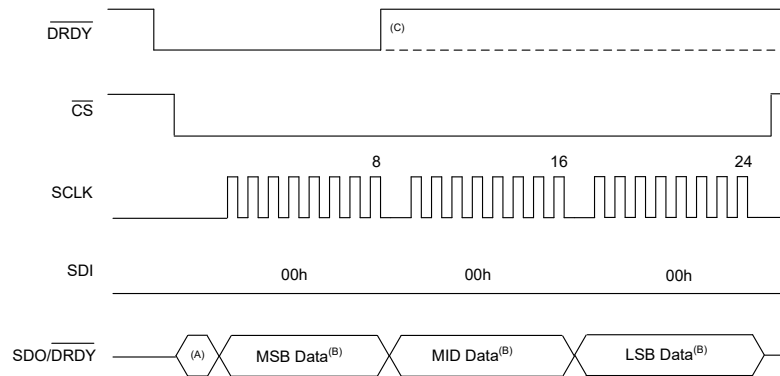 DRDY (C)
CS
8 16 24
SCLK
SDI 00h 00h 00h
SDO/DRDY (A) MSB Data(B) MID Data(B) LSB Data(B)